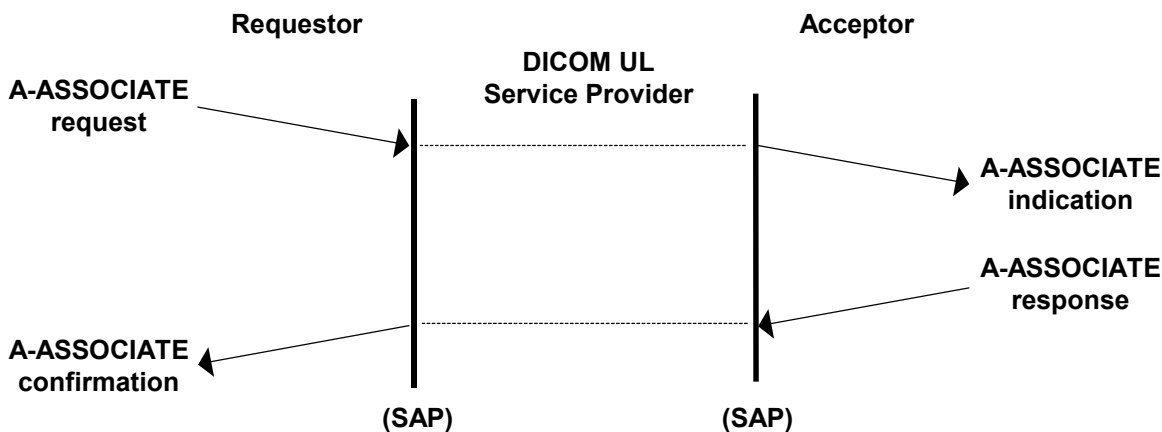 Requestor
Acceptor
DICOM UL
Service Provider
A-ASSOCIATE
request
A-ASSOCIATE
indication
A-ASSOCIATE
response
A-ASSOCIATE
confirmation
(SAP)
(SAP)